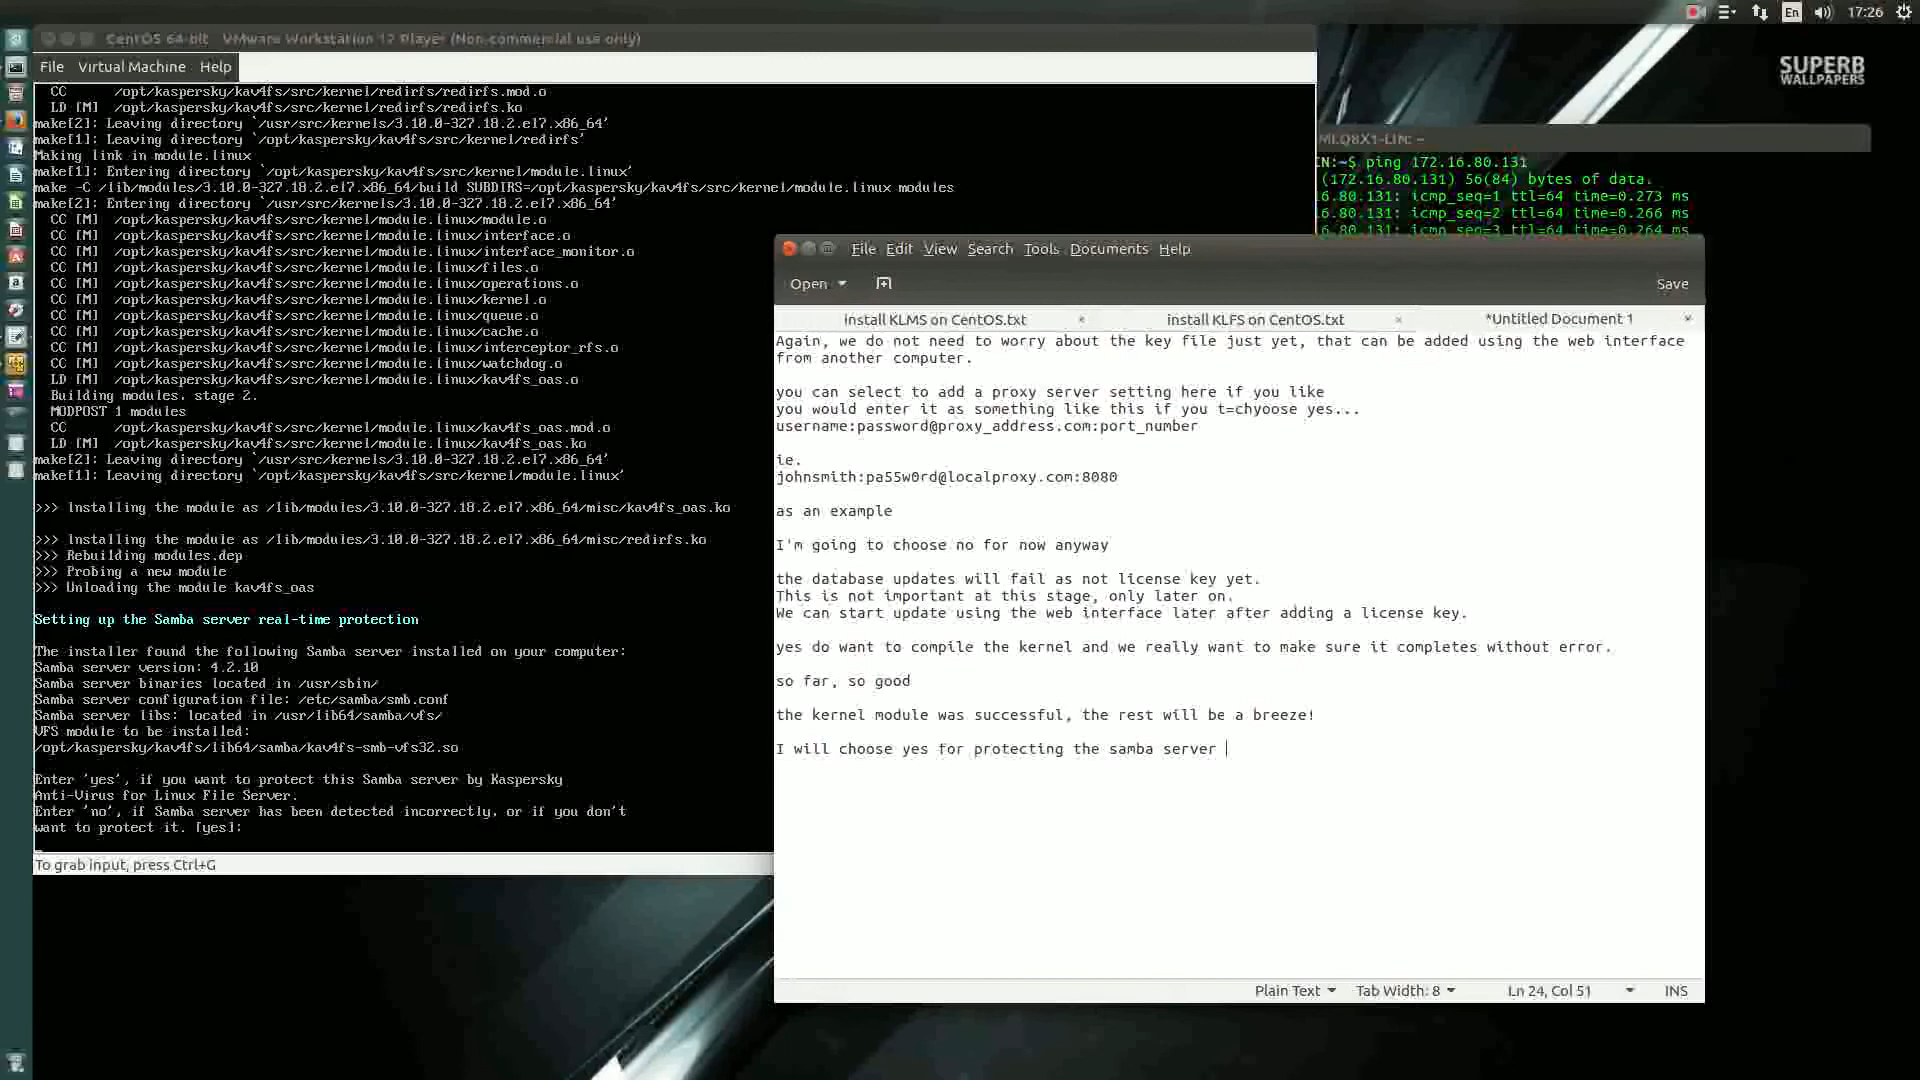 17:26
En
CentOS 64-bit - VMware Workstation 12 Player (Non-commercial use only)
File Virtual Machine Help
SUPERB
WALLPAPERS
CC /opt/kaspersky/kav4fs/src/kernel/redirfs/redirfs.mod.o
LD [M] /opt/kaspersky/kav4fs/src/kernel/redirfs/redirfs.ko
make[2]: Leaving directory `/usr/src/kernels/3.10.0-327.18.2.el7.x86_64'
make[1]: Leaving directory `/opt/kaspersky/kav4fs/src/kernel/redirfs'
Making link in module.linux
make[1]: Entering directory `/opt/kaspersky/kav4fs/src/kernel/module.linux'
make -C /lib/modules/3.10.0-327.18.2.el7.x86_64/build SUBDIRS=/opt/kaspersky/kav4fs/src/kernel/module.linux modules
make[2]: Entering directory `/usr/src/kernels/3.10.0-327.18.2.el7.x86_64'
CC [M] /opt/kaspersky/kav4fs/src/kernel/module.linux/module.o
CC [M] /opt/kaspersky/kav4fs/src/kernel/module.linux/interface.o
CC [M] /opt/kaspersky/kav4fs/src/kernel/module.linux/interface_monitor.o
CC [M] /opt/kaspersky/kav4fs/src/kernel/module.linux/files.o
CC [M] /opt/kaspersky/kav4fs/src/kernel/module.linux/operations.o
CC [M] /opt/kaspersky/kav4fs/src/kernel/module.linux/kernel.o
CC [M] /opt/kaspersky/kav4fs/src/kernel/module.linux/queue.o
CC [M] /opt/kaspersky/kav4fs/src/kernel/module.linux/cache.o
CC [M] /opt/kaspersky/kav4fs/src/kernel/module.linux/interceptor_rfs.o
CC [M] /opt/kaspersky/kav4fs/src/kernel/module.linux/watchdog.o
LD [M] /opt/kaspersky/kav4fs/src/kernel/module.linux/kav4fs_oas.o
Building modules, stage 2.
MODPOST 1 modules
CC /opt/kaspersky/kav4fs/src/kernel/module.linux/kav4fs_oas.mod.o
LD [M] /opt/kaspersky/kav4fs/src/kernel/module.linux/kav4fs_oas.ko
make[2]: Leaving directory `/usr/src/kernels/3.10.0-327.18.2.el7.x86_64'
make[1]: Leaving directory `/opt/kaspersky/kav4fs/src/kernel/module.linux'
>>> Installing the module as /lib/modules/3.10.0-327.18.2.el7.x86_64/misc/kav4fs_oas.ko
>>> Installing the module as /lib/modules/3.10.0-327.18.2.el7.x86_64/misc/redirfs.ko
>>> Rebuilding modules.dep
>>> Probing a new module
>>> Unloading the module kav4fs_oas
Setting up the Samba server real-time protection
The installer found the following Samba server installed on your computer:
Samba server version: 4.2.10
Samba server binaries located in /usr/sbin/
Samba server configuration file: /etc/samba/smb.conf
Samba server libs: located in /usr/lib64/samba/vfs/
VFS module to be installed:
/opt/kaspersky/kav4fs/lib64/samba/kav4fs-smb-vfs32.so
Enter 'yes', if you want to protect this Samba server by Kaspersky
Anti-Virus for Linux File Server.
Enter 'no', if Samba server has been detected incorrectly, or if you don't
want to protect it. [yes]:
To grab input, press Ctrl+G
MLQ8X1-LIN: ~
IN:~$ ping 172.16.80.131
(172.16.80.131) 56(84) bytes of data.
16.80.131: icmp_seq=1 ttl=64 time=0.273 ms
16.80.131: icmp_seq=2 ttl=64 time=0.266 ms
16.80.131: icmp_seq=3 ttl=64 time=0.264 ms
File Edit View Search Tools Documents Help
Open Save
install KLMS on CentOS.txt × install KLFS on CentOS.txt × *Untitled Document 1 ×
Again, we do not need to worry about the key file just yet, that can be added using the web interface
from another computer.
you can select to add a proxy server setting here if you like
you would enter it as something like this if you t=chyoose yes...
username:password@proxy_address.com:port_number
ie.
johnsmith:pa55w0rd@localproxy.com:8080
as an example
I'm going to choose no for now anyway
the database updates will fail as not license key yet.
This is not important at this stage, only later on.
We can start update using the web interface later after adding a license key.
yes do want to compile the kernel and we really want to make sure it completes without error.
so far, so good
the kernel module was successful, the rest will be a breeze!
I will choose yes for protecting the samba server
Plain Text Tab Width: 8 Ln 24, Col 51 INS